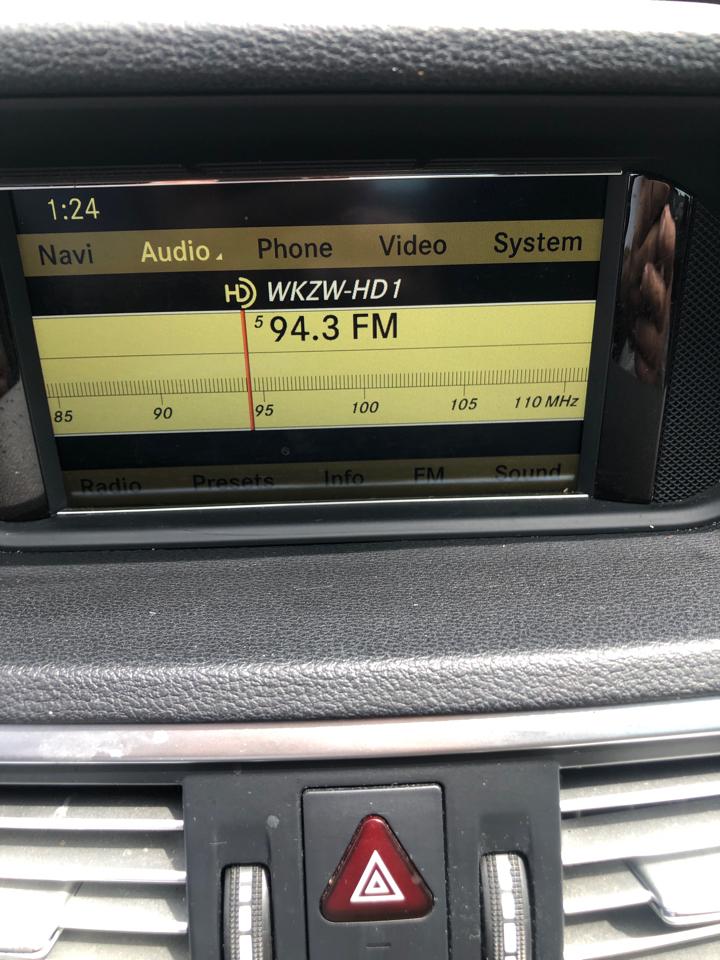 1:24
Navi Audio Phone Video System
HD WKZW-HD1
5 94.3 FM
85 90 95 100 105 110 MHz
Radio Presets Info FM Sound